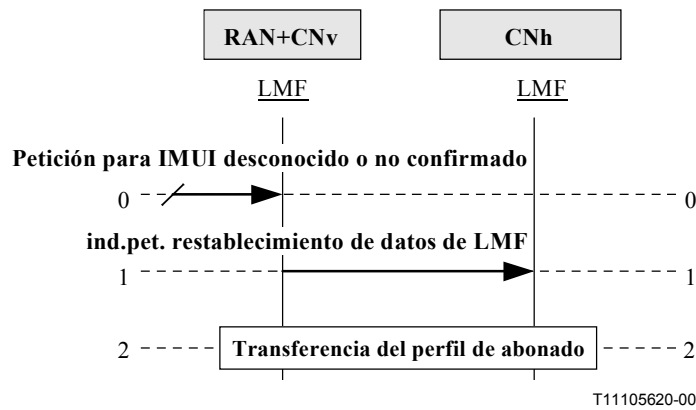 RAN+CNv CNh
LMF LMF
Petición para IMUI desconocido o no confirmado
0 0
ind.pet. restablecimiento de datos de LMF
1 1
2 Transferencia del perfil de abonado 2
T11105620-00